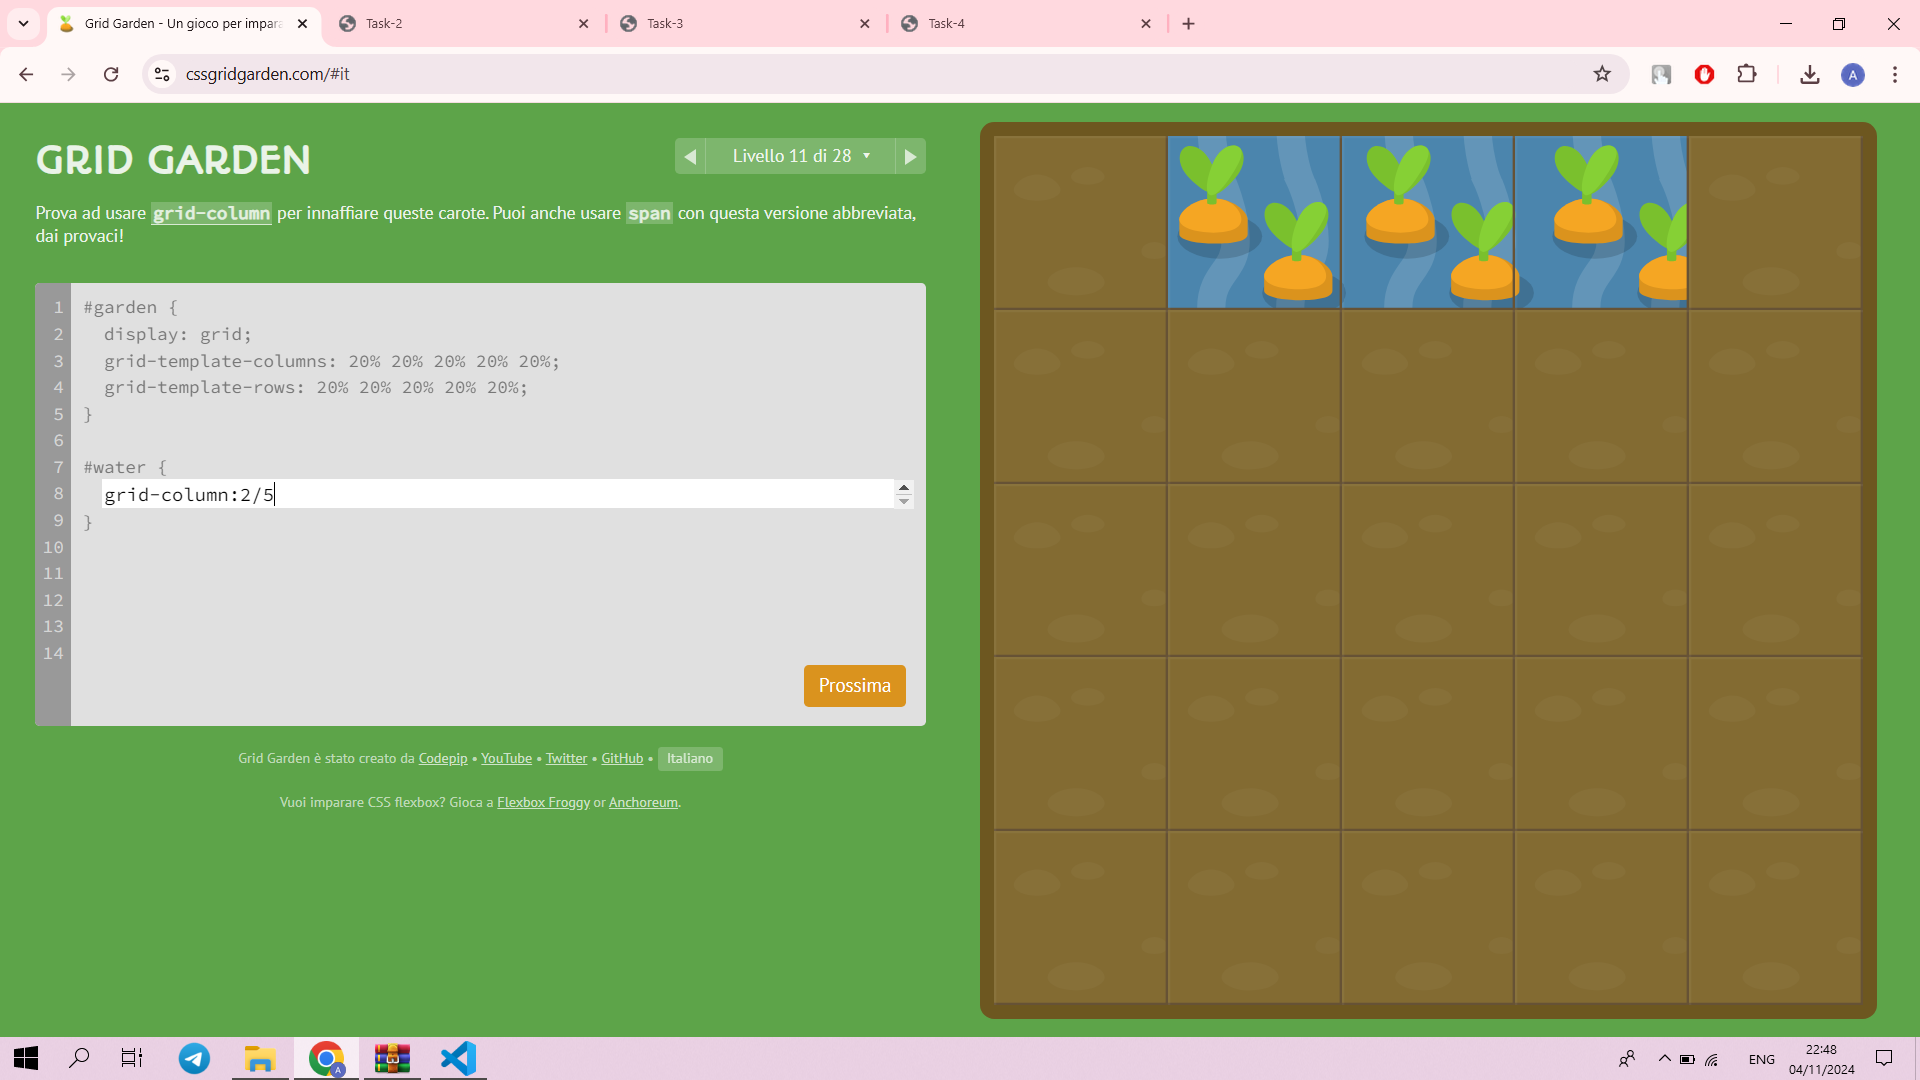 Grid Garden - Un gioco per impara
Task-2
Task-3
Task-4
cssgridgarden.com/#it
A
GRID GARDEN
Livello 11 di 28
Prova ad usare grid-column per innaffiare queste carote. Puoi anche usare span con questa versione abbreviata,
dai provaci!
1 #garden {
2 display: grid;
3 grid-template-columns: 20% 20% 20% 20% 20%;
4 grid-template-rows: 20% 20% 20% 20% 20%;
5 }
6
7 #water {
8 grid-column:2/5
9 }
10
11
12
13
14
Prossima
Grid Garden è stato creato da Codepip • YouTube • Twitter • GitHub • Italiano
Vuoi imparare CSS flexbox? Gioca a Flexbox Froggy or Anchoreum.
A
ENG
22:48
04/11/2024